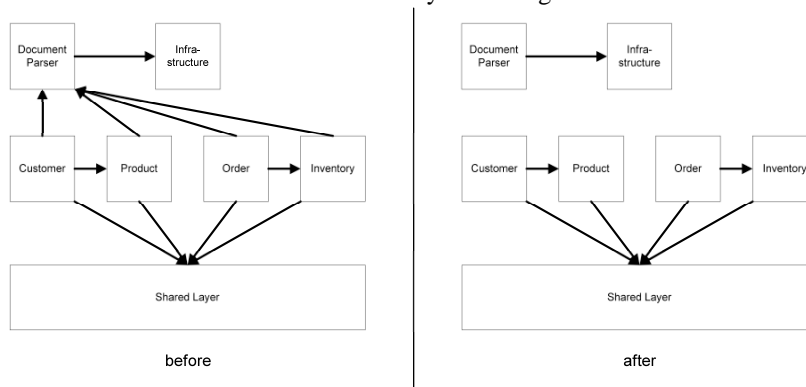 Document
Parser
Infra-
structure
Customer
Product
Order
Inventory
Shared Layer
before
Document
Parser
Infra-
structure
Customer
Product
Order
Inventory
Shared Layer
after